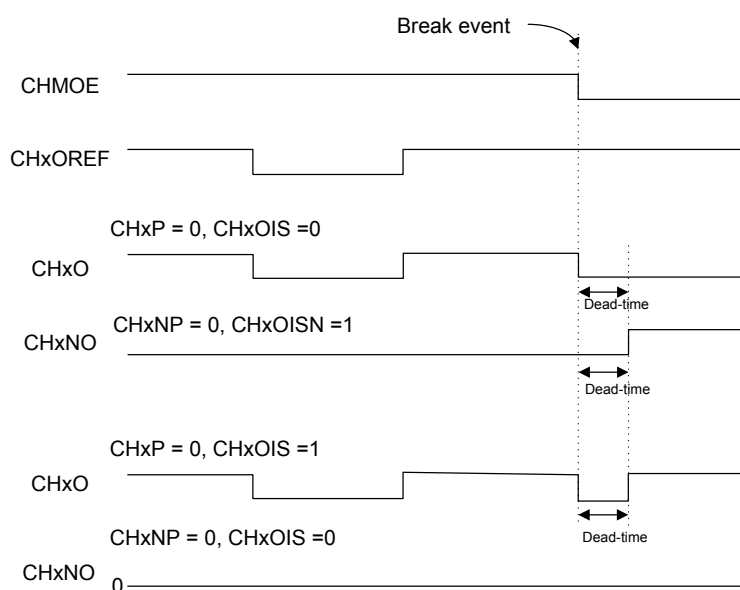 Break event
CHMOE
CHxOREF
CHxP = 0, CHxOIS =0
CHxO
Dead-time
CHxNP = 0, CHxOISN =1
CHxNO
Dead-time
CHxP = 0, CHxOIS =1
CHxO
Dead-time
CHxNP = 0, CHxOIS =0
CHxNO 0